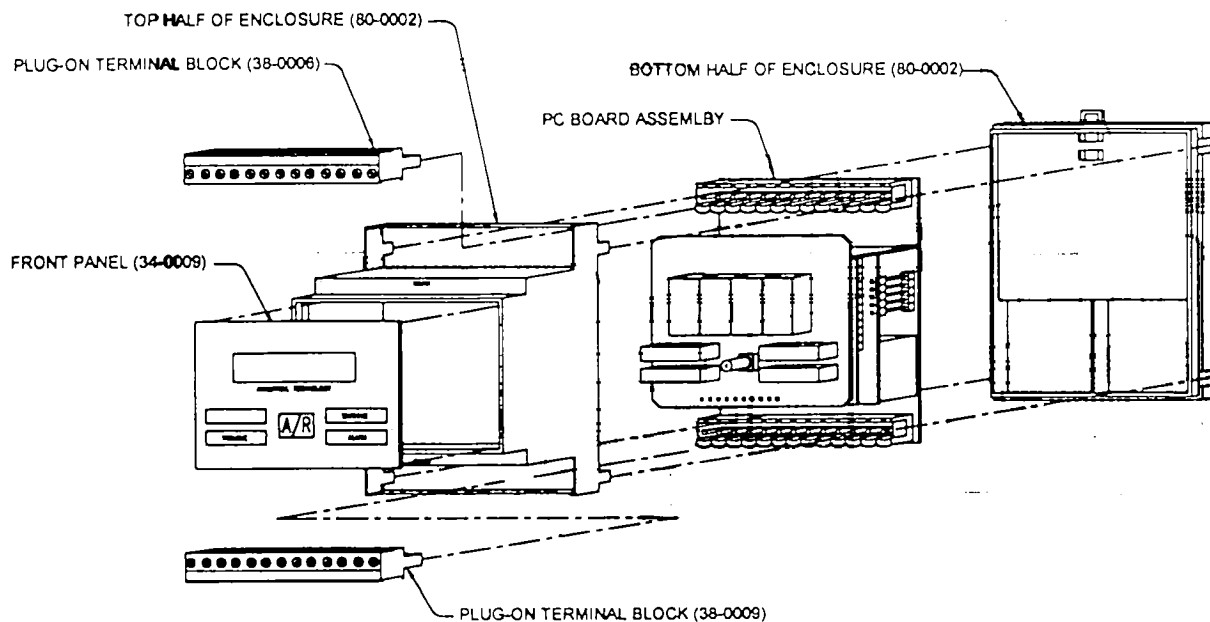 TOP HALF OF ENCLOSURE (80-0002)
PLUG-ON TERMINAL BLOCK (38-0006)
BOTTOM HALF OF ENCLOSURE (80-0002)
PC BOARD ASSEMLBY
FRONT PANEL (34-0009)
A/R
ALARM
PLUG-ON TERMINAL BLOCK (38-0009)